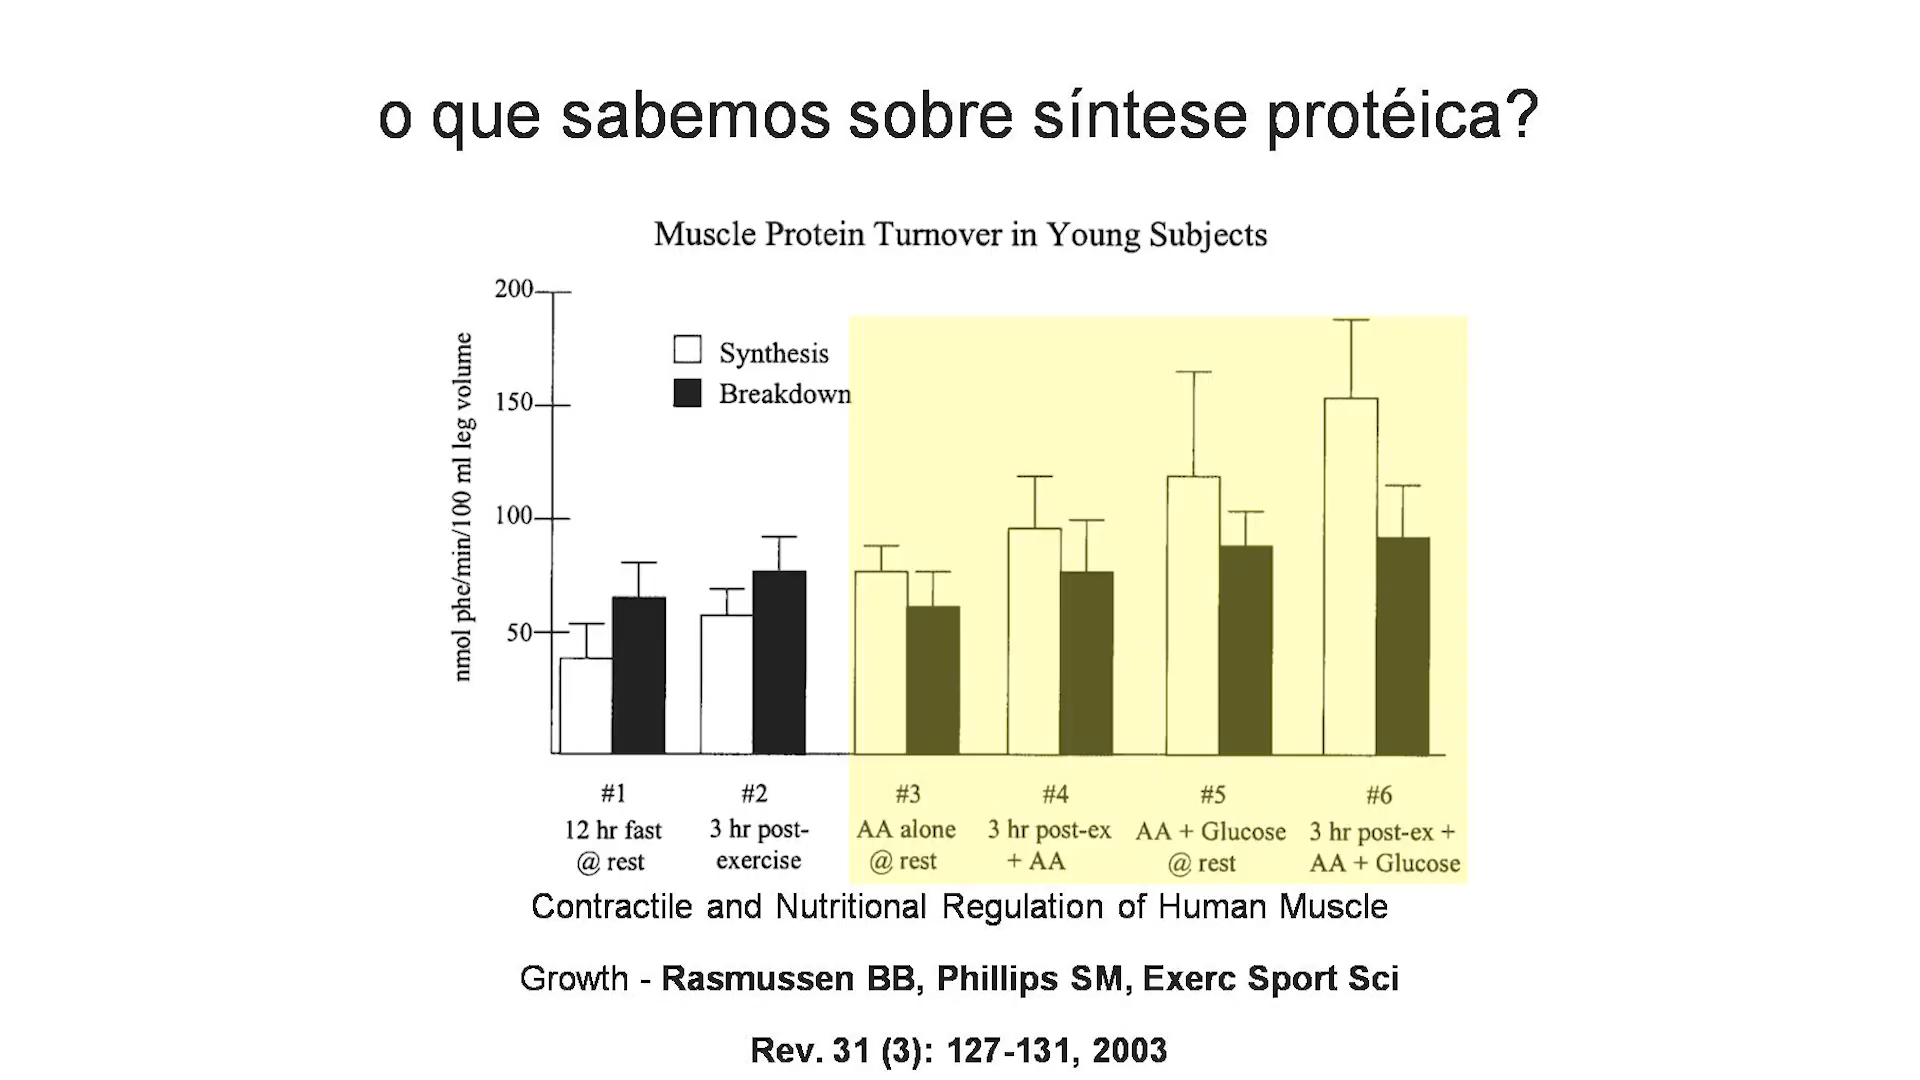 o que sabemos sobre síntese protéica?
Muscle Protein Turnover in Young Subjects
200
150
100
50
nmol phe/min/100 ml leg volume
Synthesis
Breakdown
#1
12 hr fast
@ rest
#2
3 hr post-
exercise
#3
AA alone
@ rest
#4
3 hr post-ex
+ AA
#5
AA + Glucose
@ rest
#6
3 hr post-ex +
AA + Glucose
Contractile and Nutritional Regulation of Human Muscle
Growth - Rasmussen BB, Phillips SM, Exerc Sport Sci
Rev. 31 (3): 127-131, 2003